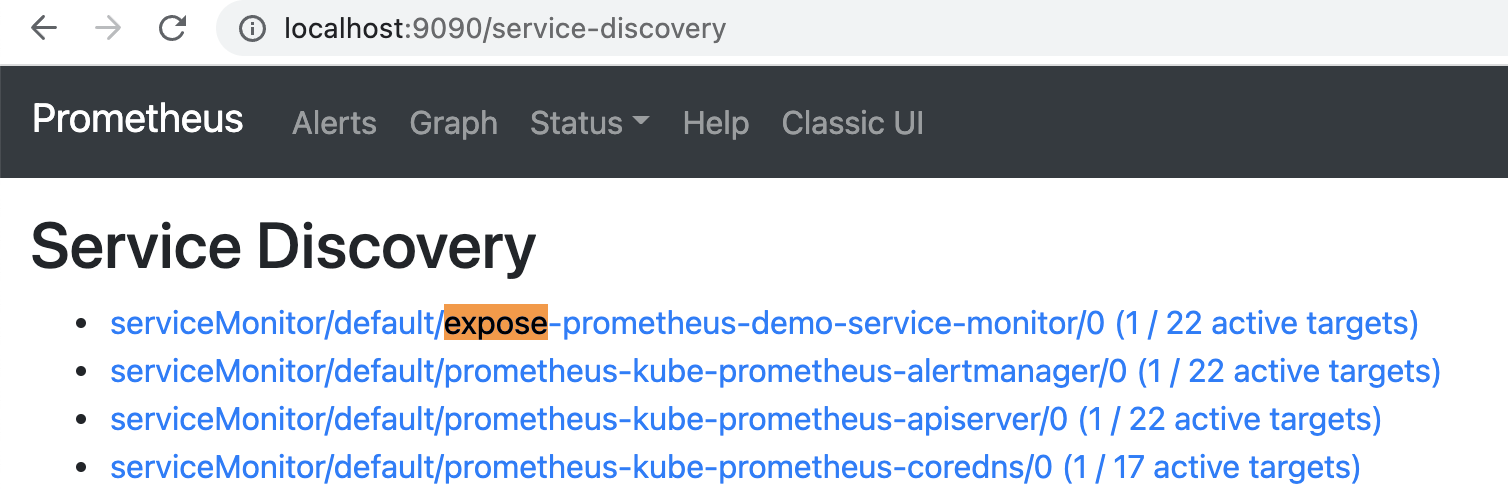 localhost:9090/service-discovery
Prometheus Alerts Graph Status Help Classic UI
Service Discovery
serviceMonitor/default/expose-prometheus-demo-service-monitor/0 (1 / 22 active targets)
serviceMonitor/default/prometheus-kube-prometheus-alertmanager/0 (1 / 22 active targets)
serviceMonitor/default/prometheus-kube-prometheus-apiserver/0 (1 / 22 active targets)
serviceMonitor/default/prometheus-kube-prometheus-coredns/0 (1 / 17 active targets)